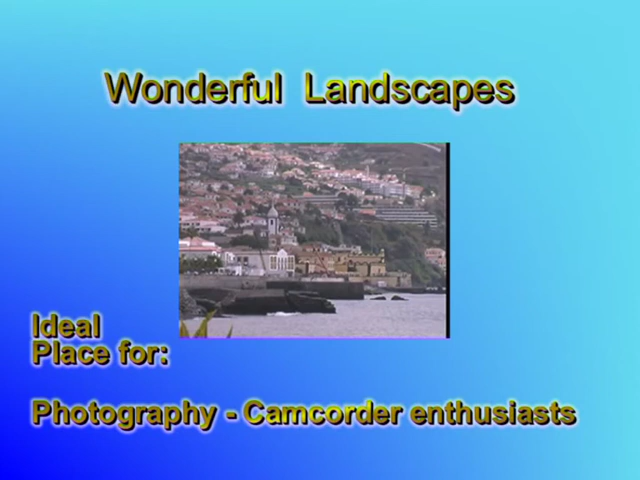 Wonderful Landscapes
Ideal
Place for:
Photography - Camcorder enthusiasts